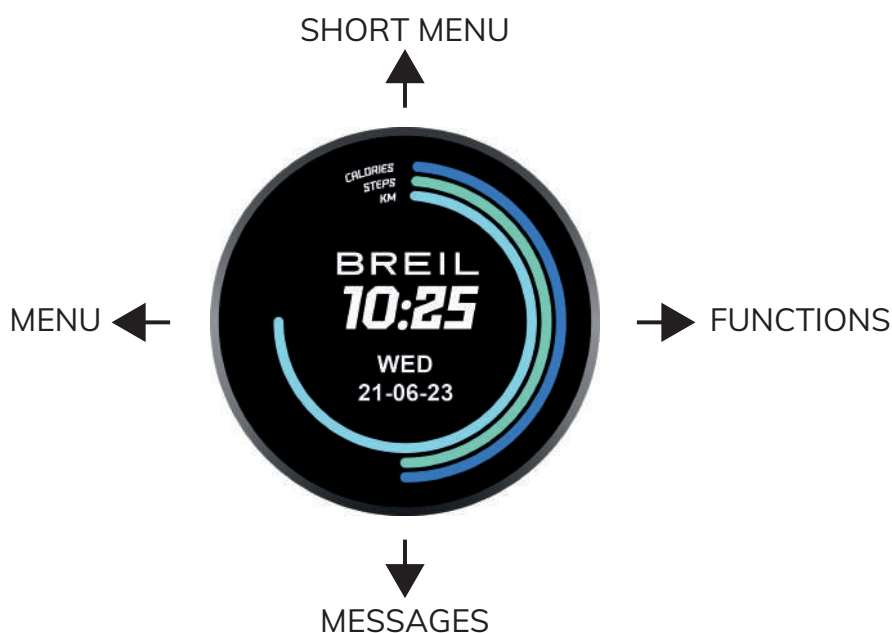 SHORT MENU
CALORIES
STEPS
KM
BREIL
10:25
MENU
FUNCTIONS
WED
21-06-23
MESSAGES